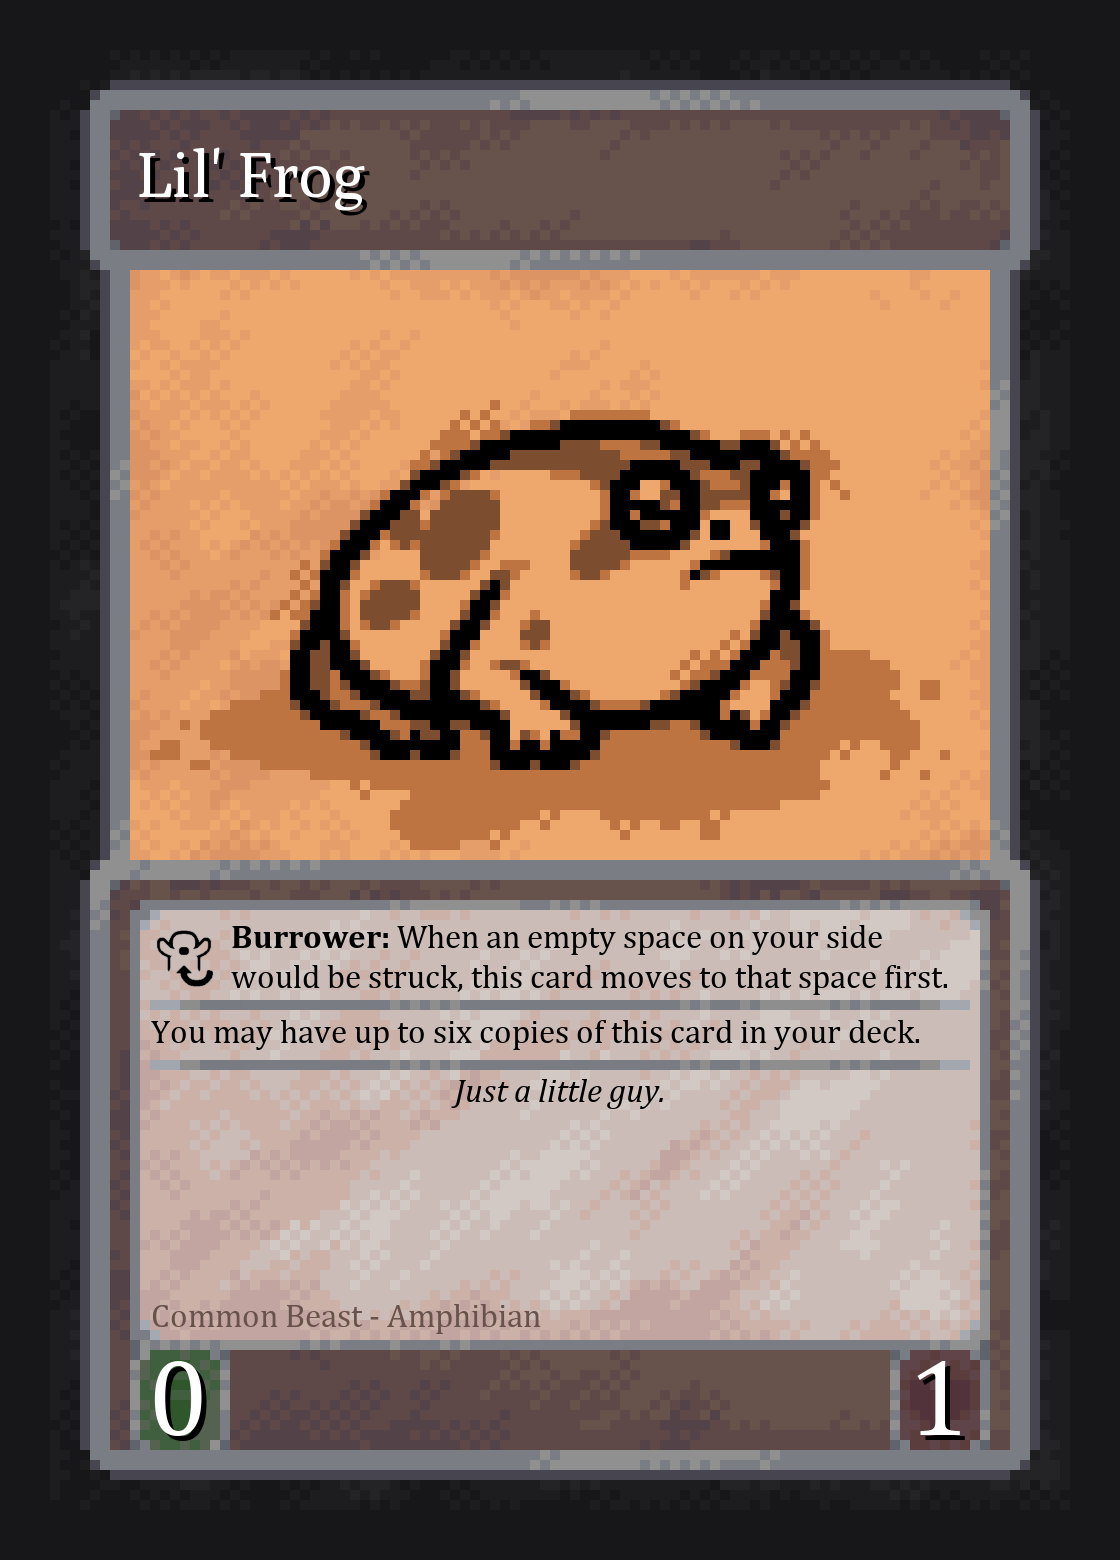 Lil' Frog
Burrower: When an empty space on your side
would be struck, this card moves to that space first.
You may have up to six copies of this card in your deck.
Just a little guy.
Common Beast - Amphibian
0
1